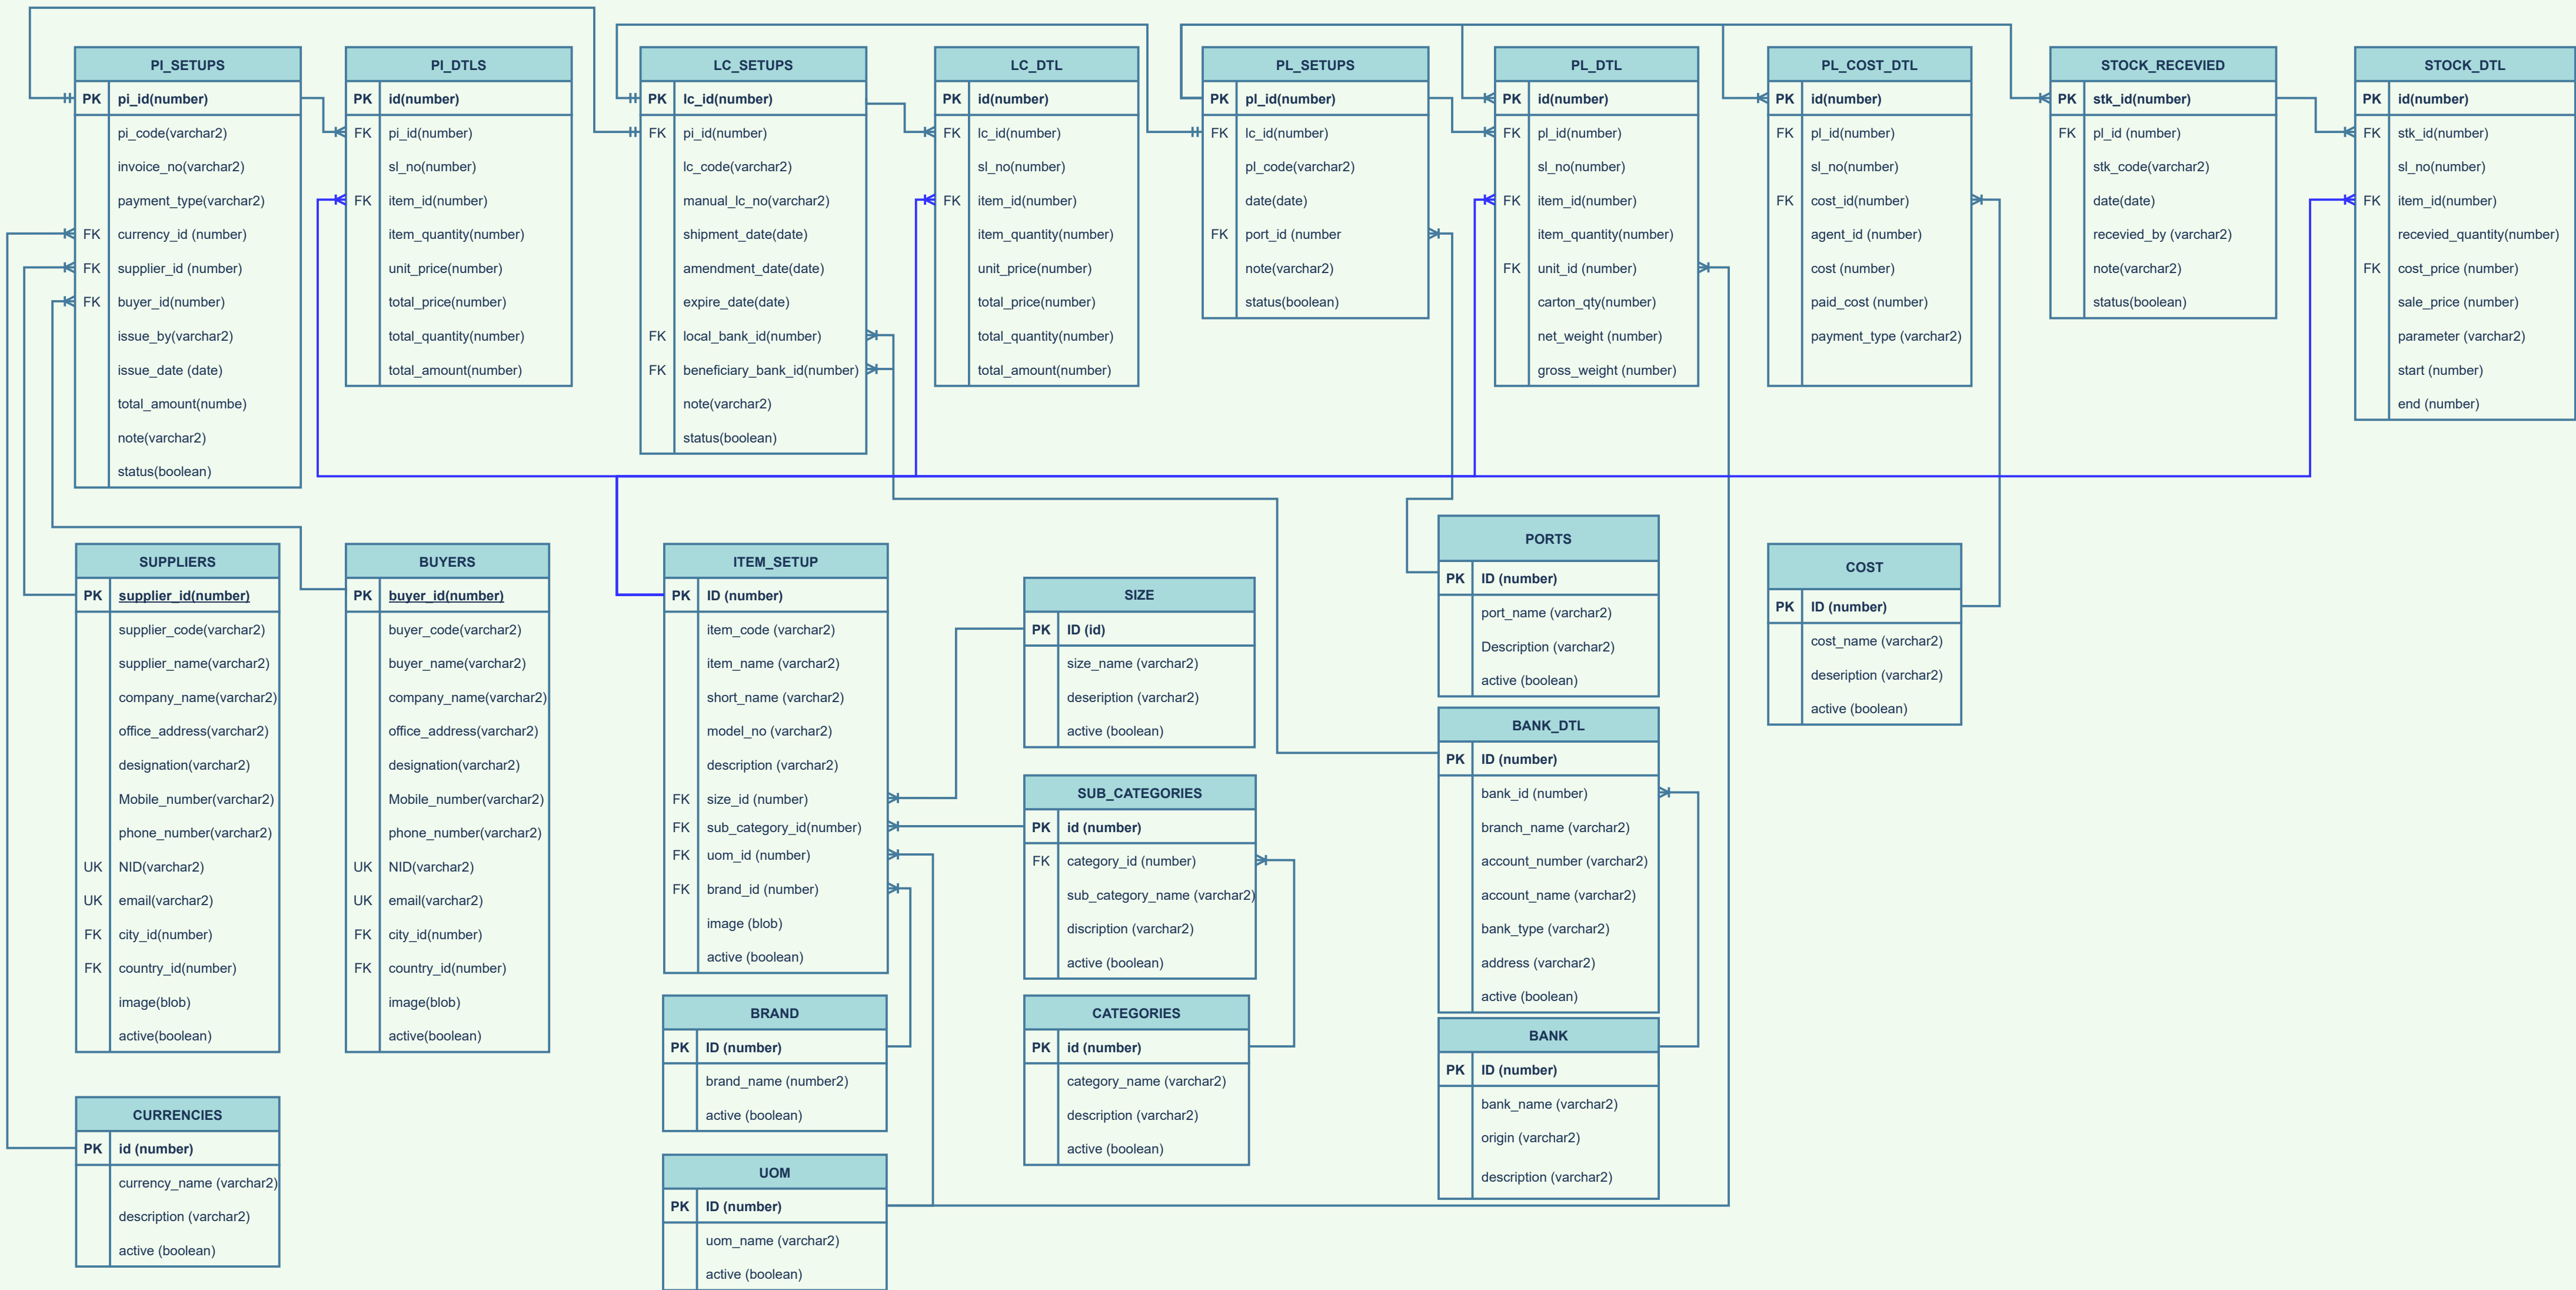 PI_SETUPS
PK pi_id(number)
pi_code(varchar2)
invoice_no(varchar2)
payment_type(varchar2)
FK currency_id (number)
FK supplier_id (number)
FK buyer_id(number)
issue_by(varchar2)
issue_date (date)
total_amount(numbe)
note(varchar2)
status(boolean)
PI_DTLS
PK id(number)
FK pi_id(number)
sl_no(number)
FK item_id(number)
item_quantity(number)
unit_price(number)
total_price(number)
total_quantity(number)
total_amount(number)
LC_SETUPS
PK lc_id(number)
FK pi_id(number)
lc_code(varchar2)
manual_lc_no(varchar2)
shipment_date(date)
amendment_date(date)
expire_date(date)
FK local_bank_id(number)
FK beneficiary_bank_id(number)
note(varchar2)
status(boolean)
LC_DTL
PK id(number)
FK lc_id(number)
sl_no(number)
FK item_id(number)
item_quantity(number)
unit_price(number)
total_price(number)
total_quantity(number)
total_amount(number)
PL_SETUPS
PK pl_id(number)
FK lc_id(number)
pl_code(varchar2)
date(date)
FK port_id (number
note(varchar2)
status(boolean)
PL_DTL
PK id(number)
FK pl_id(number)
sl_no(number)
FK item_id(number)
item_quantity(number)
FK unit_id (number)
carton_qty(number)
net_weight (number)
gross_weight (number)
PL_COST_DTL
PK id(number)
FK pl_id(number)
sl_no(number)
FK cost_id(number)
agent_id (number)
cost (number)
paid_cost (number)
payment_type (varchar2)
STOCK_RECEVIED
PK stk_id(number)
FK pl_id (number)
stk_code(varchar2)
date(date)
recevied_by (varchar2)
note(varchar2)
status(boolean)
STOCK_DTL
PK id(number)
FK stk_id(number)
sl_no(number)
FK item_id(number)
recevied_quantity(number)
FK cost_price (number)
sale_price (number)
parameter (varchar2)
start (number)
end (number)
SUPPLIERS
PK supplier_id(number)
supplier_code(varchar2)
supplier_name(varchar2)
company_name(varchar2)
office_address(varchar2)
designation(varchar2)
Mobile_number(varchar2)
phone_number(varchar2)
UK NID(varchar2)
UK email(varchar2)
FK city_id(number)
FK country_id(number)
image(blob)
active(boolean)
BUYERS
PK buyer_id(number)
buyer_code(varchar2)
buyer_name(varchar2)
company_name(varchar2)
office_address(varchar2)
designation(varchar2)
Mobile_number(varchar2)
phone_number(varchar2)
UK NID(varchar2)
UK email(varchar2)
FK city_id(number)
FK country_id(number)
image(blob)
active(boolean)
ITEM_SETUP
PK ID (number)
item_code (varchar2)
item_name (varchar2)
short_name (varchar2)
model_no (varchar2)
description (varchar2)
FK size_id (number)
FK sub_category_id(number)
FK uom_id (number)
FK brand_id (number)
image (blob)
active (boolean)
SIZE
PK ID (id)
size_name (varchar2)
deseription (varchar2)
active (boolean)
SUB_CATEGORIES
PK id (number)
FK category_id (number)
sub_category_name (varchar2)
discription (varchar2)
active (boolean)
PORTS
PK ID (number)
port_name (varchar2)
Description (varchar2)
active (boolean)
COST
PK ID (number)
cost_name (varchar2)
deseription (varchar2)
active (boolean)
BANK_DTL
PK ID (number)
bank_id (number)
branch_name (varchar2)
account_number (varchar2)
account_name (varchar2)
bank_type (varchar2)
address (varchar2)
active (boolean)
BRAND
PK ID (number)
brand_name (number2)
active (boolean)
CATEGORIES
PK id (number)
category_name (varchar2)
description (varchar2)
active (boolean)
BANK
PK ID (number)
bank_name (varchar2)
origin (varchar2)
description (varchar2)
CURRENCIES
PK id (number)
currency_name (varchar2)
description (varchar2)
active (boolean)
UOM
PK ID (number)
uom_name (varchar2)
active (boolean)